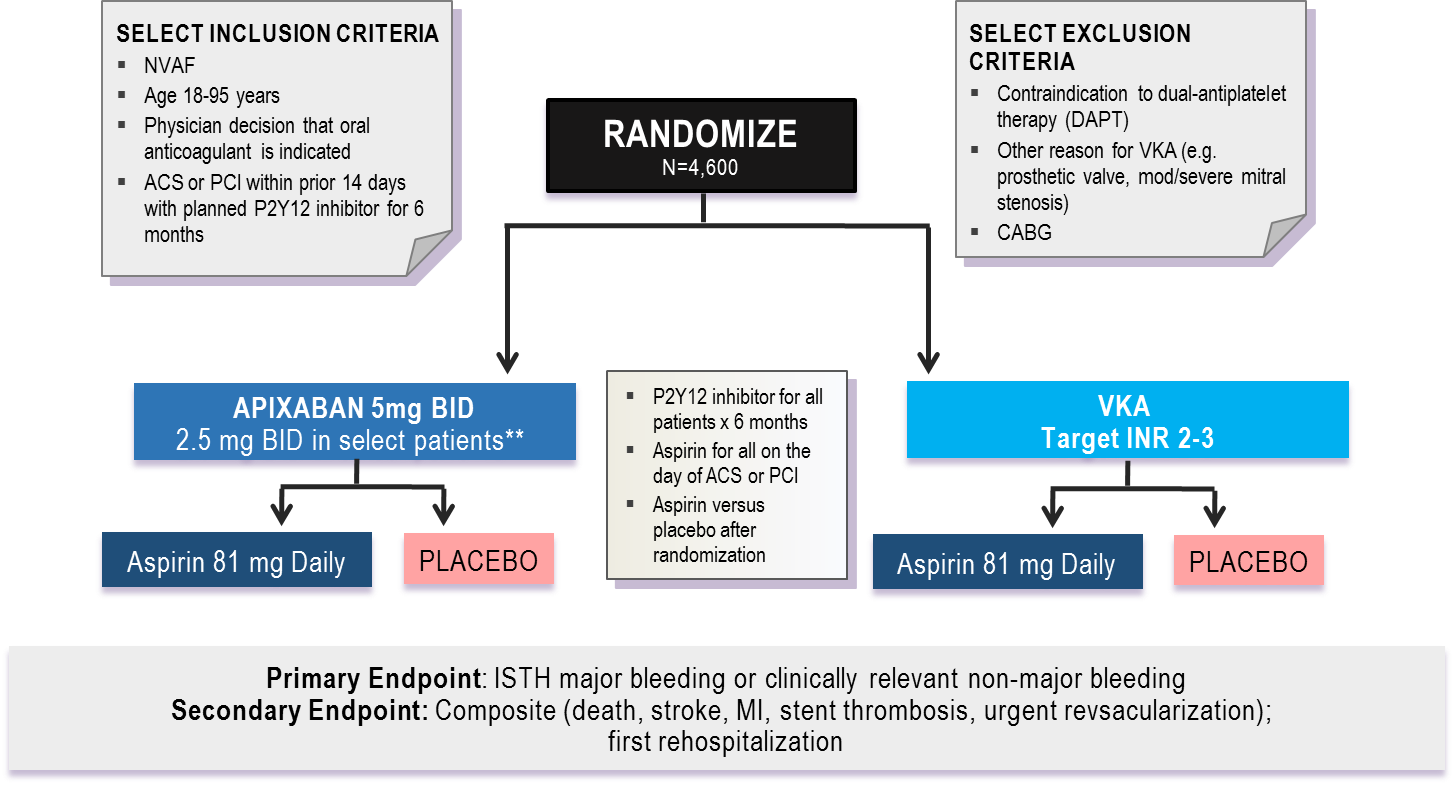 SELECT INCLUSION CRITERIA
▪ NVAF
▪ Age 18-95 years
▪ Physician decision that oral
anticoagulant is indicated
▪ ACS or PCI within prior 14 days
with planned P2Y12 inhibitor for 6
months
RANDOMIZE
N=4,600
SELECT EXCLUSION
CRITERIA
▪ Contraindication to dual-antiplatelet
therapy (DAPT)
▪ Other reason for VKA (e.g.
prosthetic valve, mod/severe mitral
stenosis)
▪ CABG
APIXABAN 5mg BID
2.5 mg BID in select patients**
▪ P2Y12 inhibitor for all
patients x 6 months
▪ Aspirin for all on the
day of ACS or PCI
▪ Aspirin versus
placebo after
randomization
VKA
Target INR 2-3
Aspirin 81 mg Daily
PLACEBO
Aspirin 81 mg Daily
PLACEBO
Primary Endpoint: ISTH major bleeding or clinically relevant non-major bleeding
Secondary Endpoint: Composite (death, stroke, MI, stent thrombosis, urgent revsacularization);
first rehospitalization